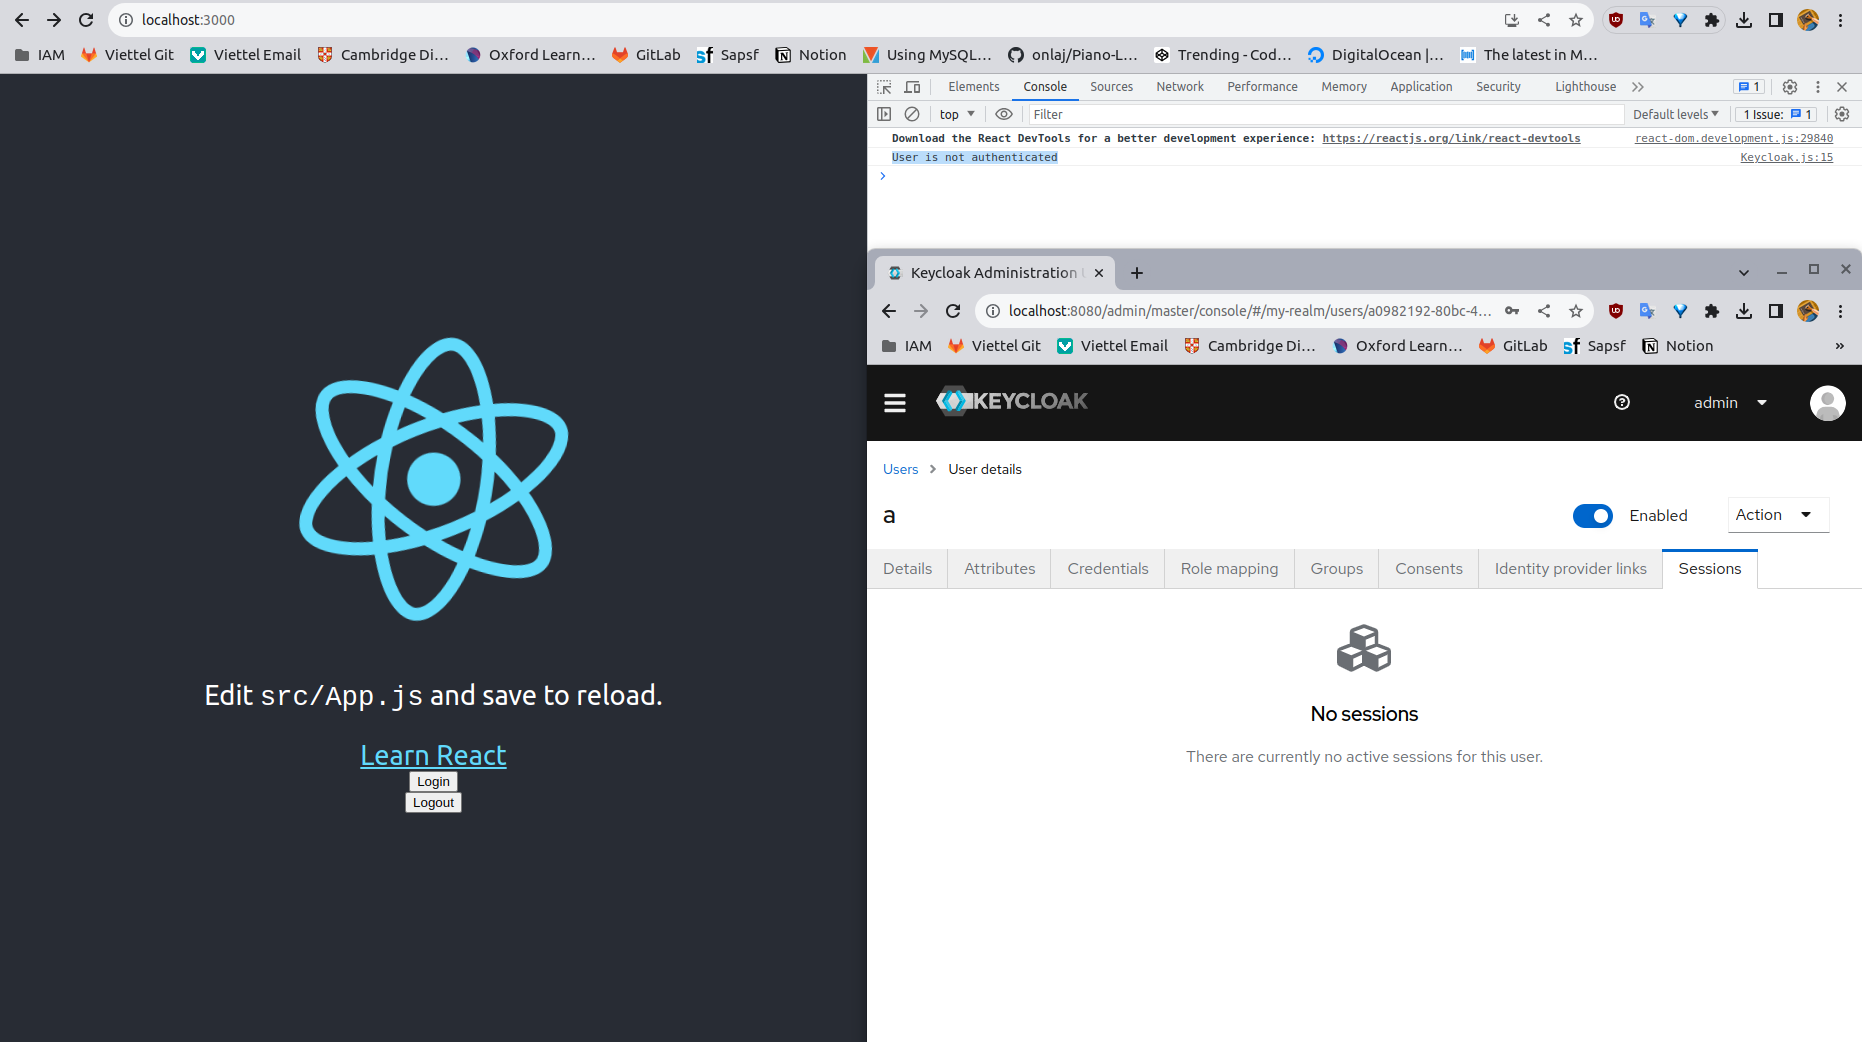 localhost:3000
IAM Viettel Git Viettel Email Cambridge Di... Oxford Learn... GitLab Sapsf Notion Using MySQL... onlaj/Piano-L... Trending - Cod... DigitalOcean |... The latest in M...
Elements Console Sources Network Performance Memory Application Security Lighthouse 1
top Filter Default levels 1 Issue: 1
Download the React DevTools for a better development experience: https://reactjs.org/link/react-devtools react-dom.development.js:29840
User is not authenticated Keycloak.js:15
Keycloak Administration
localhost:8080/admin/master/console/#/my-realm/users/a0982192-80bc-4...
IAM Viettel Git Viettel Email Cambridge Di... Oxford Learn... GitLab Sapsf Notion
KEYCLOAK admin
Users User details
a Enabled Action
Details Attributes Credentials Role mapping Groups Consents Identity provider links Sessions
No sessions
There are currently no active sessions for this user.
Edit src/App.js and save to reload.
Learn React
Login
Logout